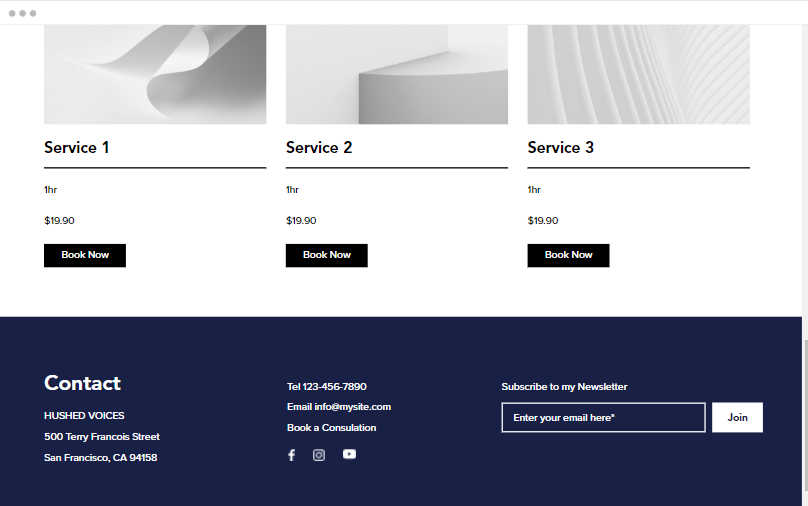 Service 1
1hr
$19.90
Book Now
Service 2
1hr
$19.90
Book Now
Service 3
1hr
$19.90
Book Now
Contact
HUSHED VOICES
500 Terry Francois Street
San Francisco, CA 94158
Tel 123-456-7890
Email info@mysite.com
Book a Consulation
Subscribe to my Newsletter
Enter your email here*
Join